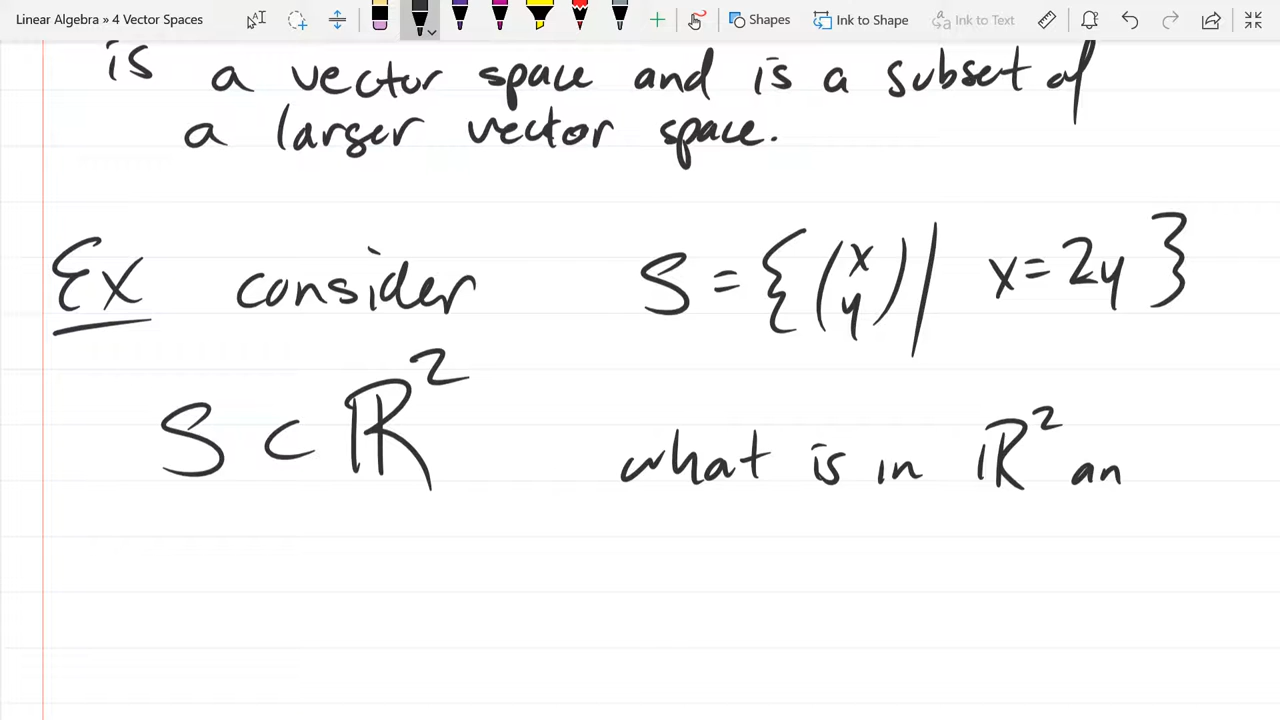 Linear Algebra » 4 Vector Spaces
Shapes
Ink to Shape
Ink to Text
is a vector space and is a subset of
a larger vector space.
Ex consider S = { (x y) | x = 2y }
S ⊂ ℝ² what is in ℝ² an